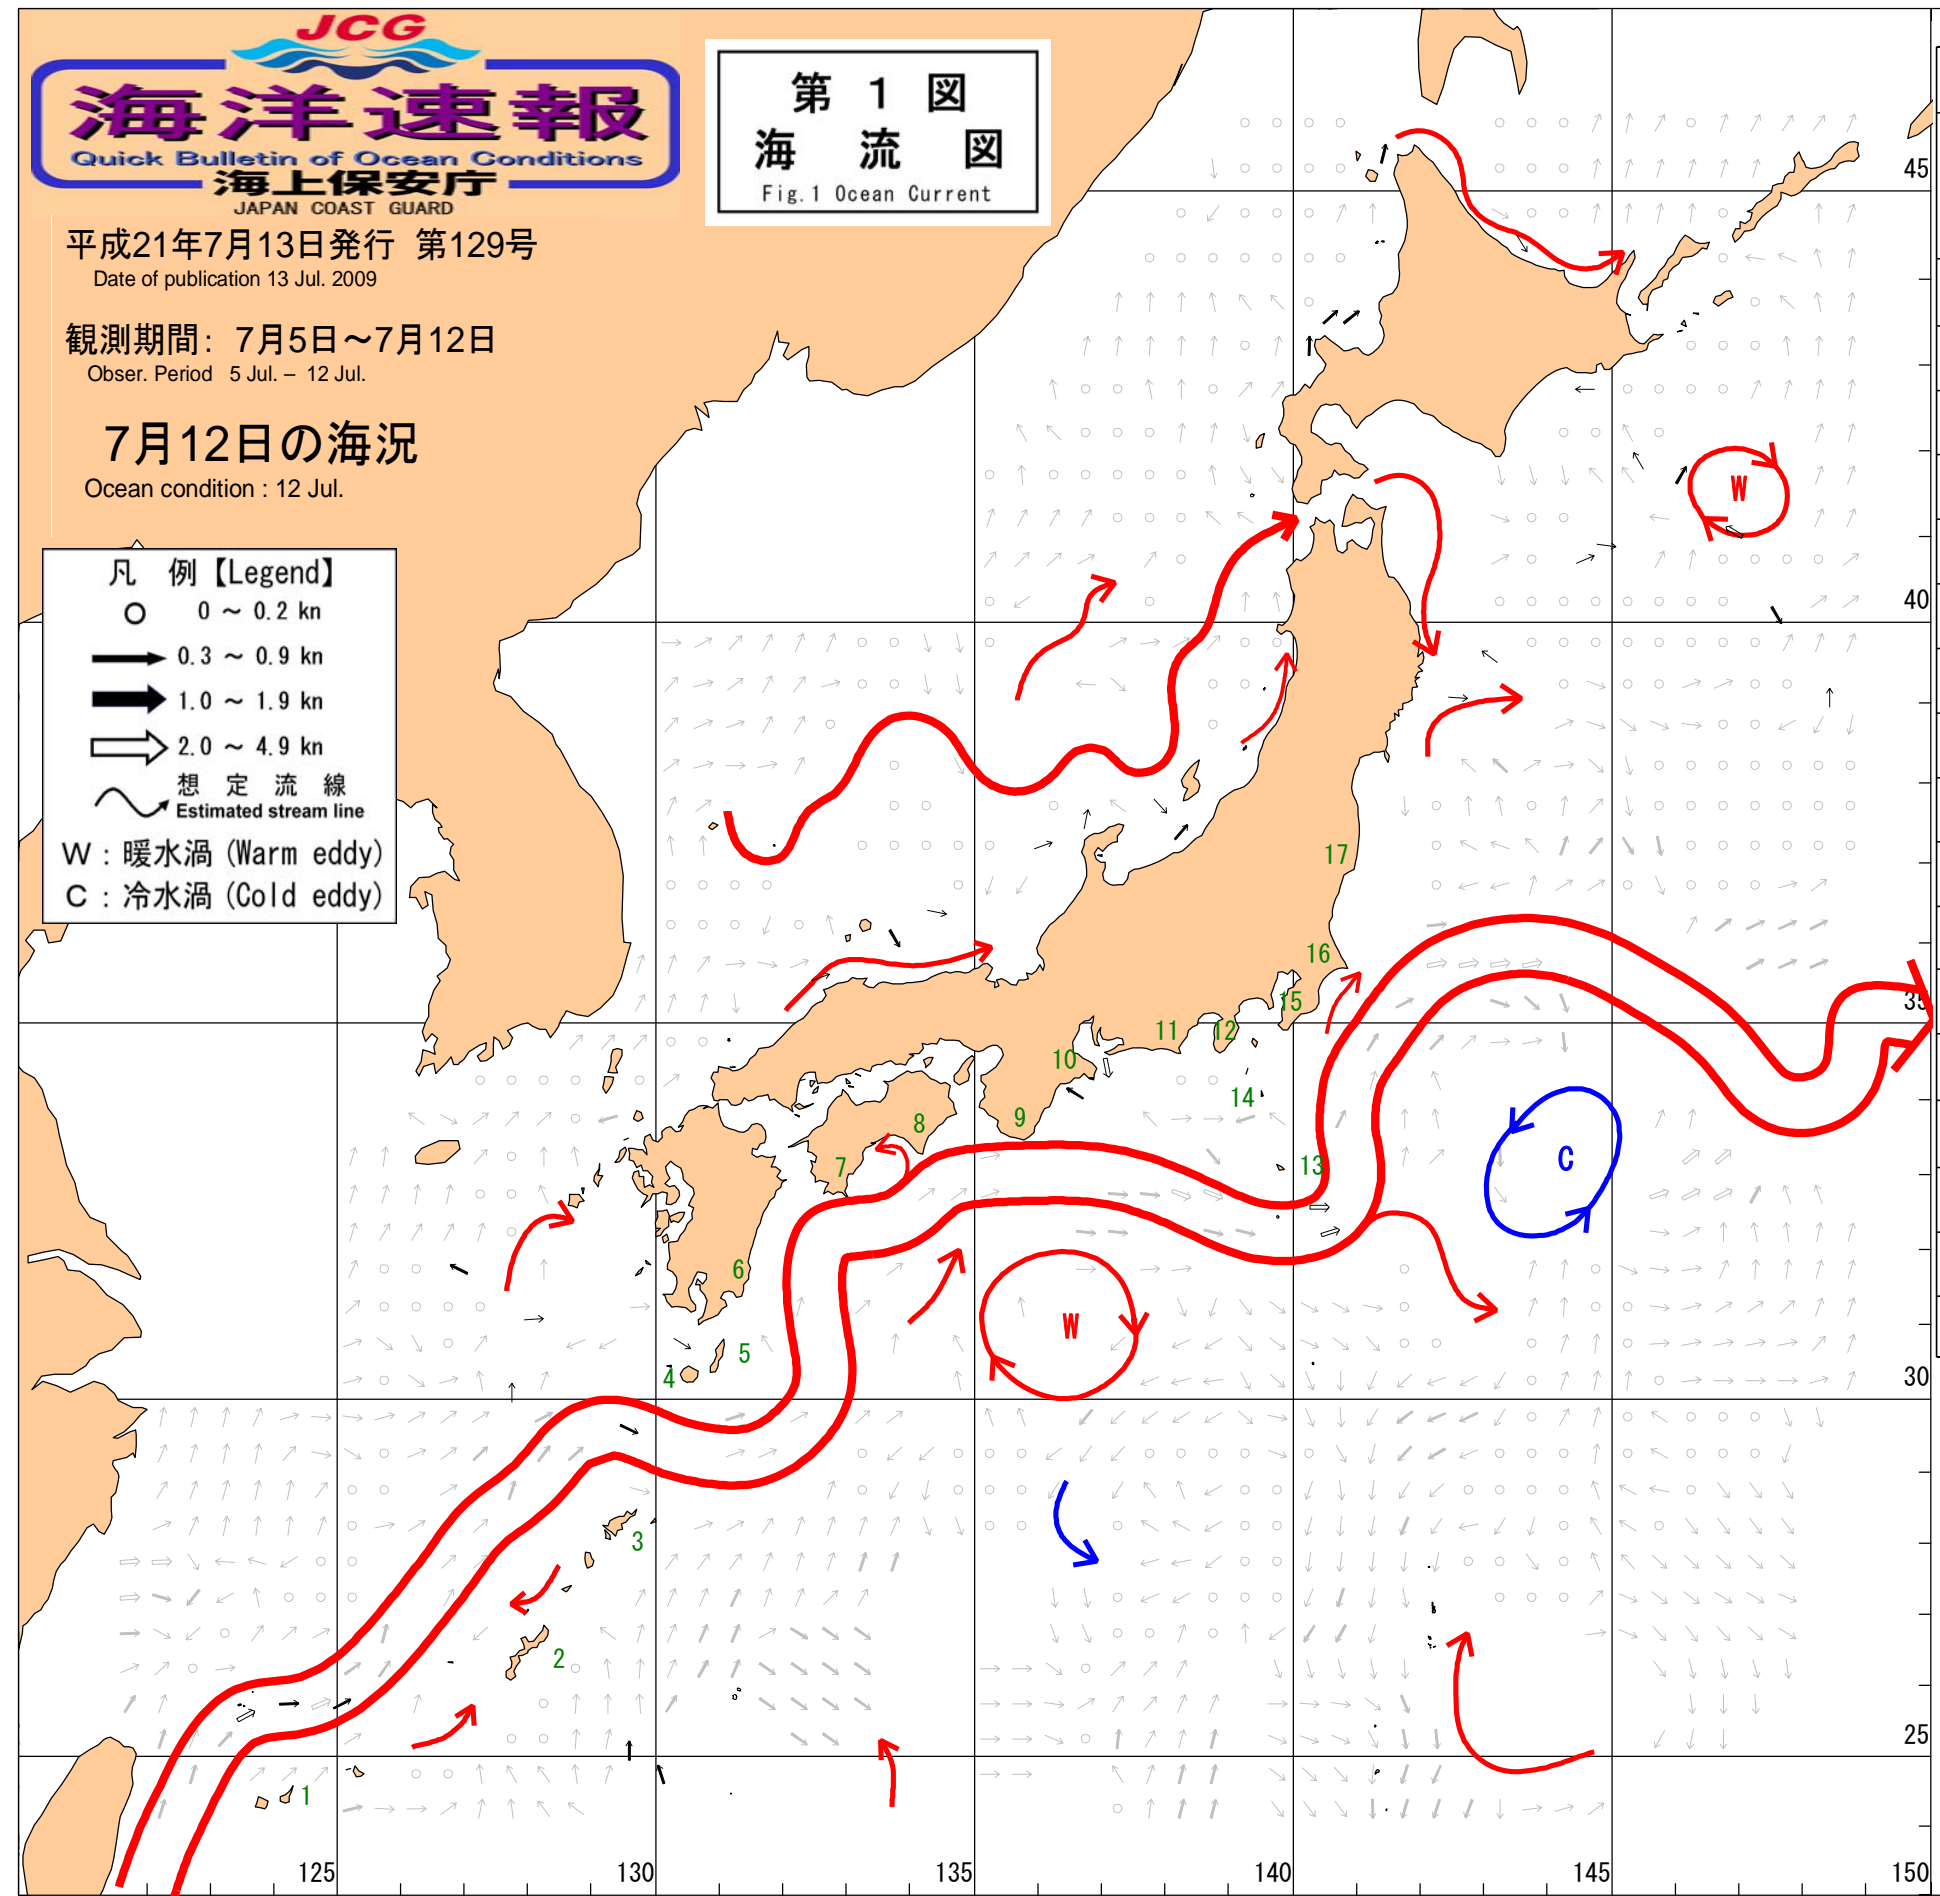 JCG
海洋速報
Quick Bulletin of Ocean Conditions
海上保安庁
JAPAN COAST GUARD
第 1 図
海 流 図
Fig.1 Ocean Current
平成21年7月13日発行 第129号
Date of publication 13 Jul. 2009
観測期間: 7月5日～7月12日
Obser. Period 5 Jul. – 12 Jul.
7月12日の海況
Ocean condition : 12 Jul.
凡 例【Legend】
0 ～ 0.2 kn
0.3 ～ 0.9 kn
1.0 ～ 1.9 kn
2.0 ～ 4.9 kn
想 定 流 線
Estimated stream line
W : 暖水渦 (Warm eddy)
C : 冷水渦 (Cold eddy)
45
W
40
17
16
35
15
11
12
10
14
9
8
C
7
13
6
W
5
4
30
3
2
25
1
125
130
135
140
145
150